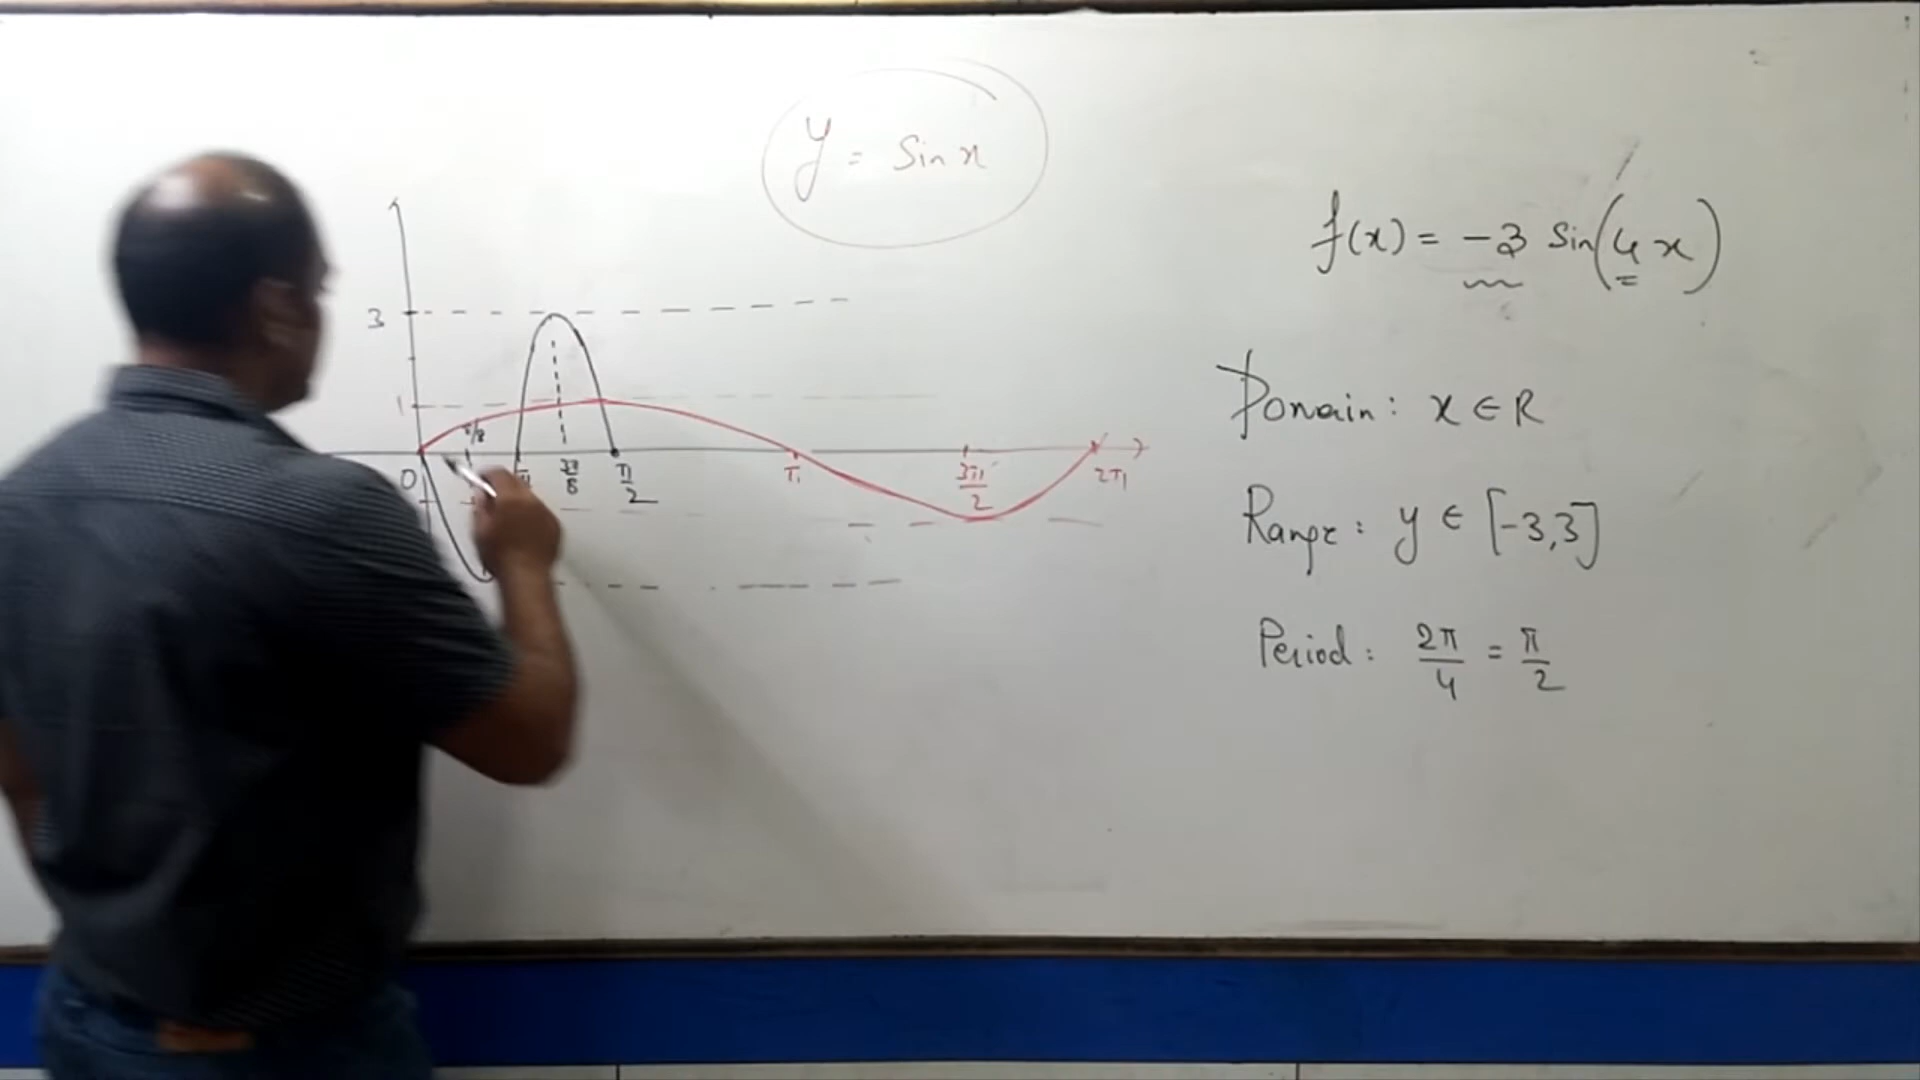 y = Sin x
f(x) = -3 Sin(4x)
3
1
π/8
0
3π/8
π/2
π
3π/2
2π
Domain: x ∈ R
Range: y ∈ [-3,3]
Period: 2π/4 = π/2